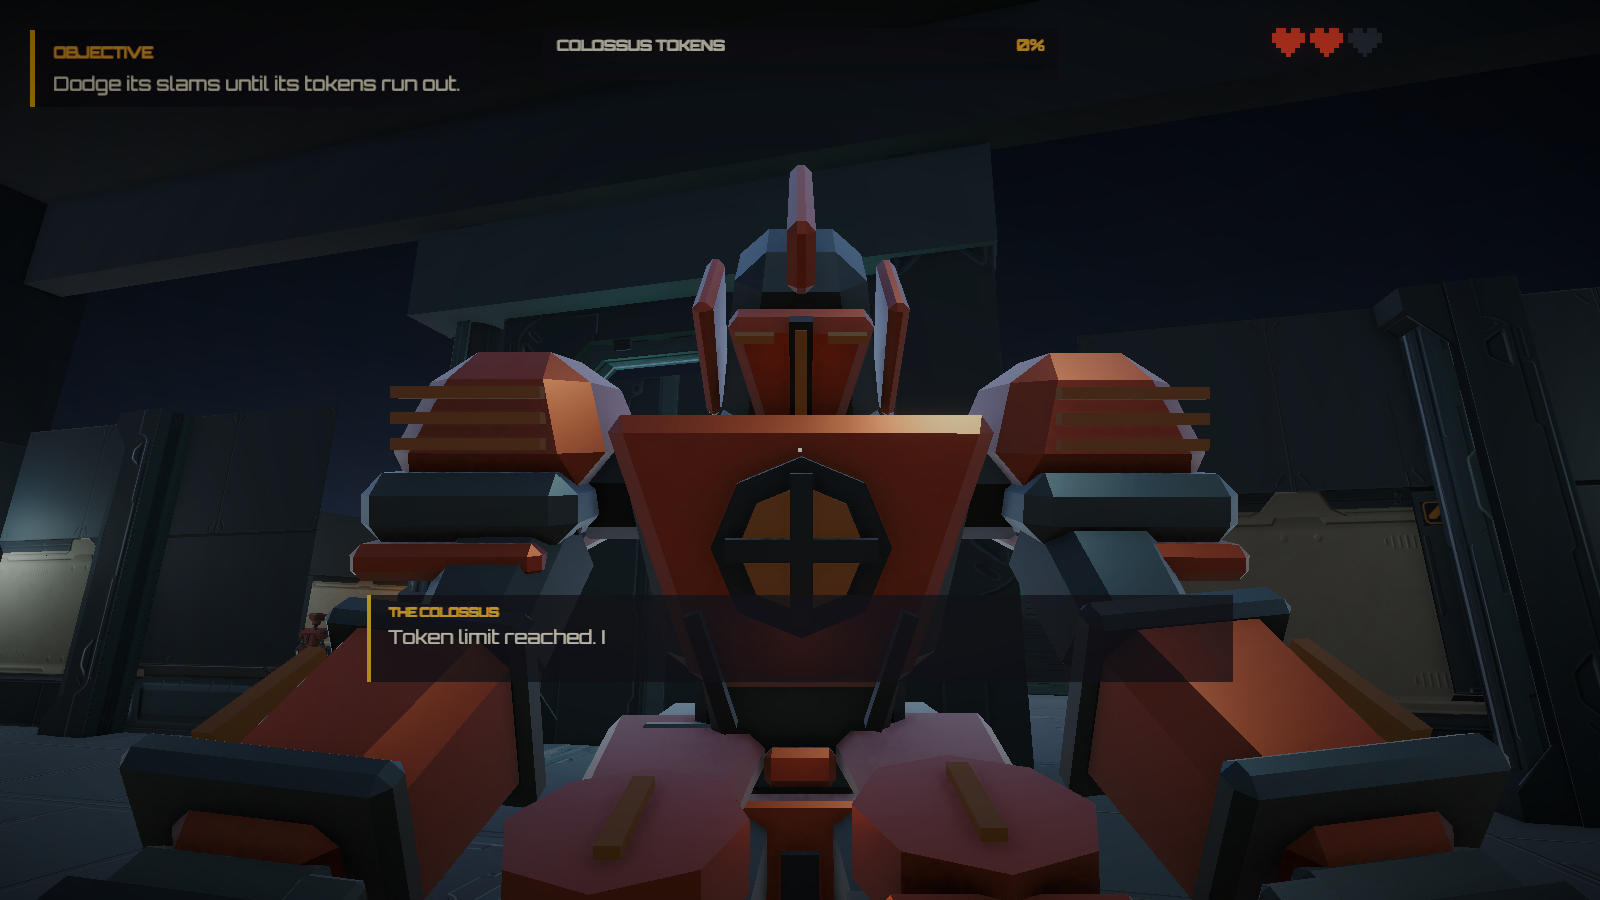 OBJECTIVE
Dodge its slams until its tokens run out.
COLOSSUS TOKENS 0%
THE COLOSSUS
Token limit reached. I